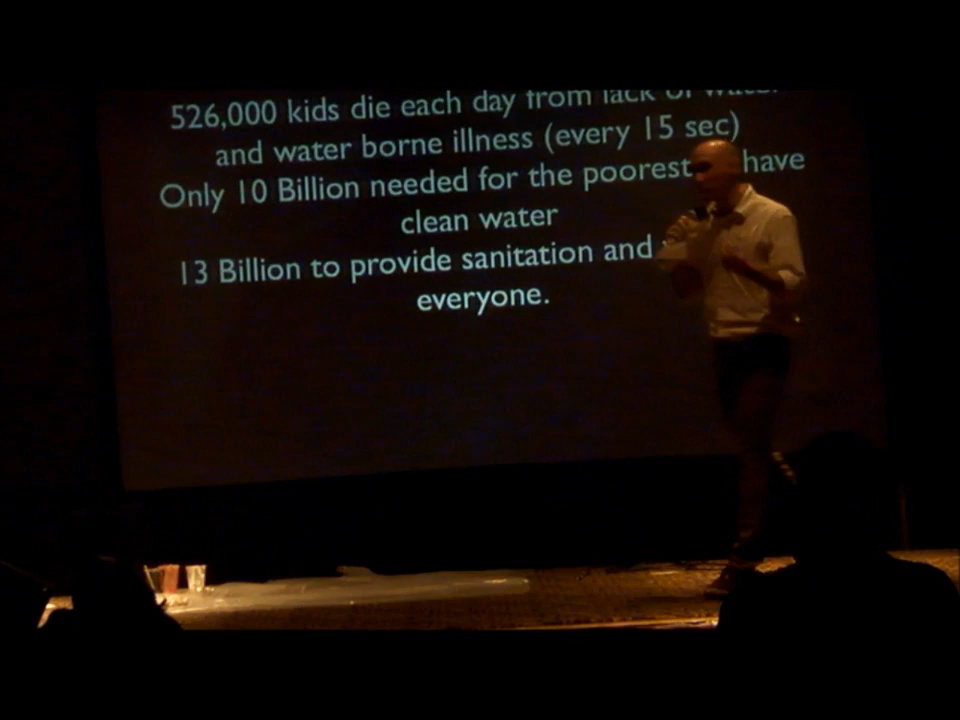 526,000 kids die each day from lack of water
and water borne illness (every 15 sec)
Only 10 Billion needed for the poorest have
clean water
13 Billion to provide sanitation and
everyone.